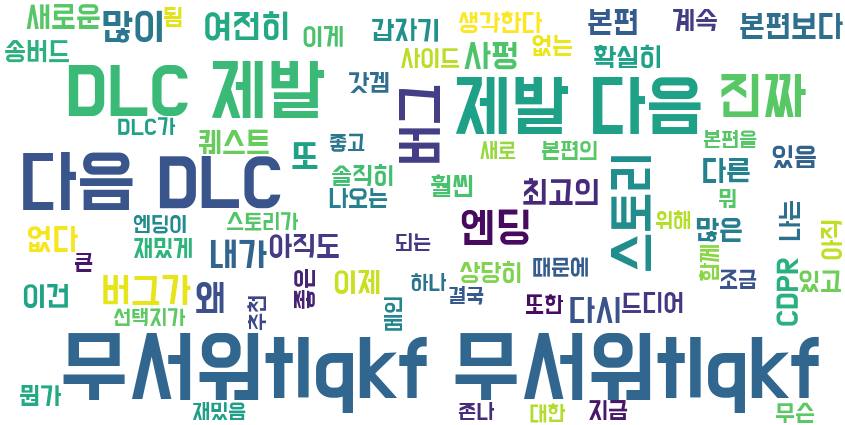 새로운 많이 됨 여전히 이게 갑자기 생각한다 본편 계속 본편보다
송버드 사이드 사펑 없는 확실히
DLC 제발 갓겜 그냥 제발 다음 진짜
DLC가 퀘스트 또 좋고 새로 본편의 본편을
다음 DLC 솔직히 훨씬 스토리 다른 있음
나오는 최고의 뭐
엔딩이 스토리가 엔딩 위해 많은 나는 아직
없다 재밌게 내가 아직도 되는
큰 상당히 때문에 함께 조금 있고
이건 버그가 왜 좋은 이제 하나 결국 또한 다시 드디어 CDPR
선택지가 추천 메인
무서워tlqkf 무서워tlqkf
뭔가 재밌음 존나 대한 지금 무슨